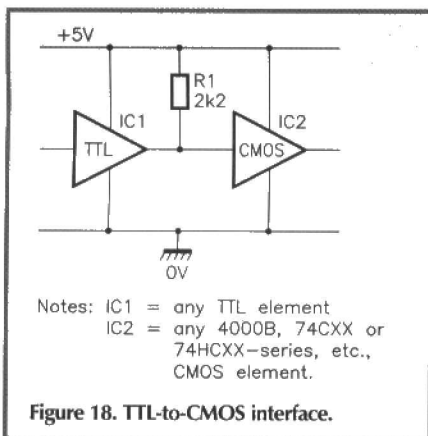 +5V
R1
2k2
IC1
IC2
TTL
CMOS
0V
Notes: IC1 = any TTL element
IC2 = any 4000B, 74CXX or
74HCXX-series, etc.,
CMOS element.
Figure 18. TTL-to-CMOS interface.